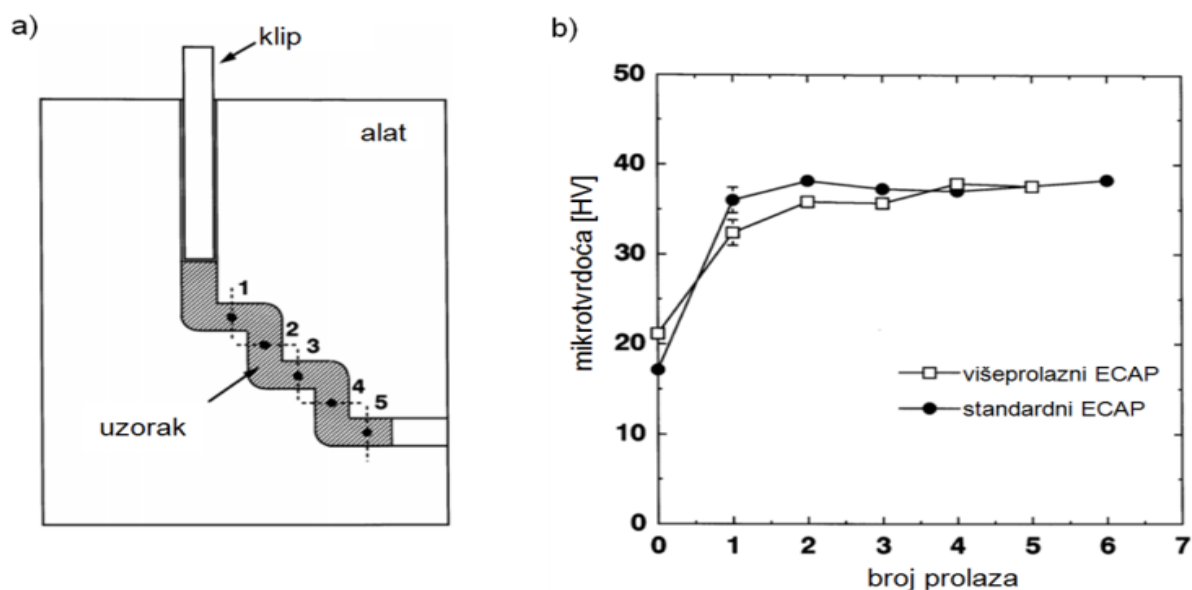 a)
klip
alat
1
2
3
4
5
uzorak
b)
50
40
30
20
10
0
mikrotvrdoća [HV]
višeprolazni ECAP
standardni ECAP
0 1 2 3 4 5 6 7
broj prolaza